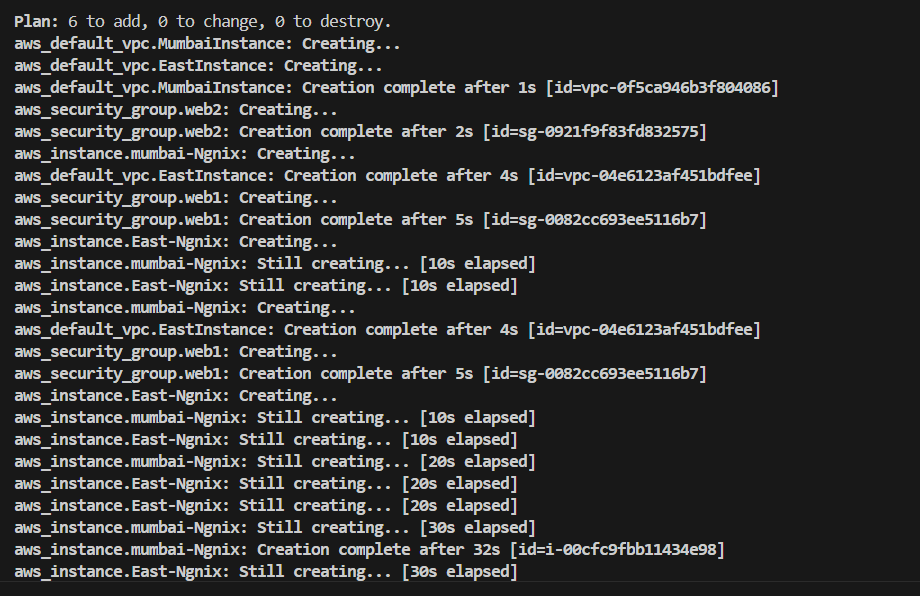 Plan: 6 to add, 0 to change, 0 to destroy.
aws_default_vpc.MumbaiInstance: Creating...
aws_default_vpc.EastInstance: Creating...
aws_default_vpc.MumbaiInstance: Creation complete after 1s [id=vpc-0f5ca946b3f804086]
aws_security_group.web2: Creating...
aws_security_group.web2: Creation complete after 2s [id=sg-0921f9f83fd832575]
aws_instance.mumbai-Ngnix: Creating...
aws_default_vpc.EastInstance: Creation complete after 4s [id=vpc-04e6123af451bdfee]
aws_security_group.web1: Creating...
aws_security_group.web1: Creation complete after 5s [id=sg-0082cc693ee5116b7]
aws_instance.East-Ngnix: Creating...
aws_instance.mumbai-Ngnix: Still creating... [10s elapsed]
aws_instance.East-Ngnix: Still creating... [10s elapsed]
aws_instance.mumbai-Ngnix: Creating...
aws_default_vpc.EastInstance: Creation complete after 4s [id=vpc-04e6123af451bdfee]
aws_security_group.web1: Creating...
aws_security_group.web1: Creation complete after 5s [id=sg-0082cc693ee5116b7]
aws_instance.East-Ngnix: Creating...
aws_instance.mumbai-Ngnix: Still creating... [10s elapsed]
aws_instance.East-Ngnix: Still creating... [10s elapsed]
aws_instance.mumbai-Ngnix: Still creating... [20s elapsed]
aws_instance.East-Ngnix: Still creating... [20s elapsed]
aws_instance.East-Ngnix: Still creating... [20s elapsed]
aws_instance.mumbai-Ngnix: Still creating... [30s elapsed]
aws_instance.mumbai-Ngnix: Creation complete after 32s [id=i-00cfc9fbb11434e98]
aws_instance.East-Ngnix: Still creating... [30s elapsed]